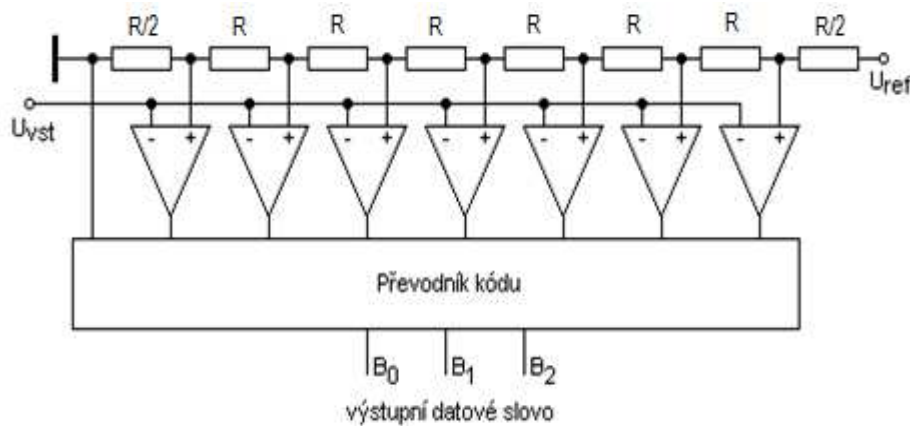 R/2 R R R R R R R/2
Uref
Uvst
- + - + - + - + - + - + - +
Převodník kódu
B0 B1 B2
výstupní datové slovo